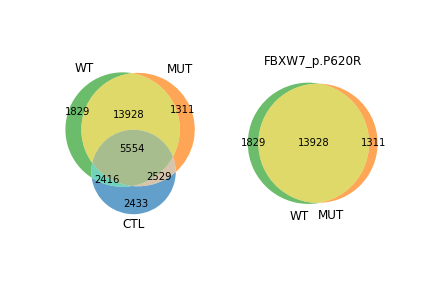 WT
MUT
1829
13928
1311
5554
2416
2529
2433
CTL
FBXW7_p.P620R
1829
13928
1311
WT
MUT